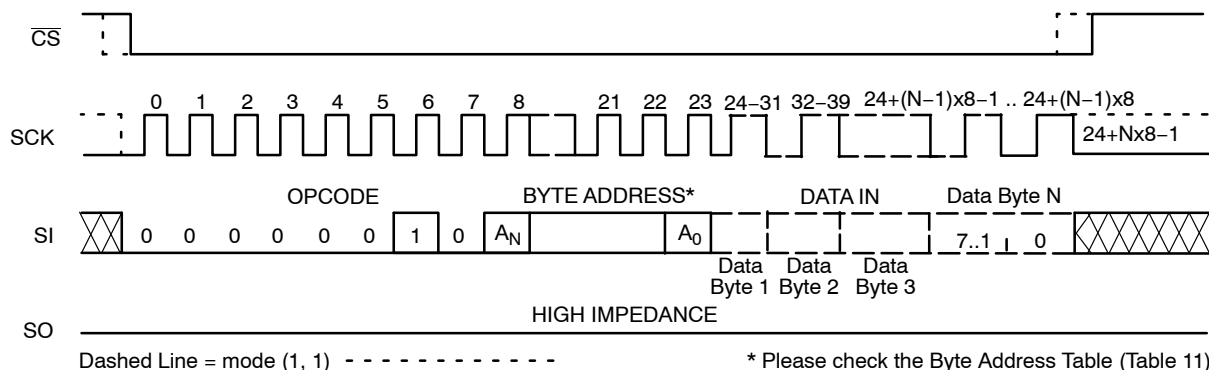 CS
0 1 2 3 4 5 6 7 8 21 22 23 24−31 32−39 24+(N−1)x8−1 .. 24+(N−1)x8
SCK
24+Nx8−1
OPCODE BYTE ADDRESS* DATA IN Data Byte N
SI
0 0 0 0 0 0 1 0 AN A0 7..1 0
Data Byte 1
Data Byte 2
Data Byte 3
HIGH IMPEDANCE
SO
Dashed Line = mode (1, 1) * Please check the Byte Address Table (Table 11)